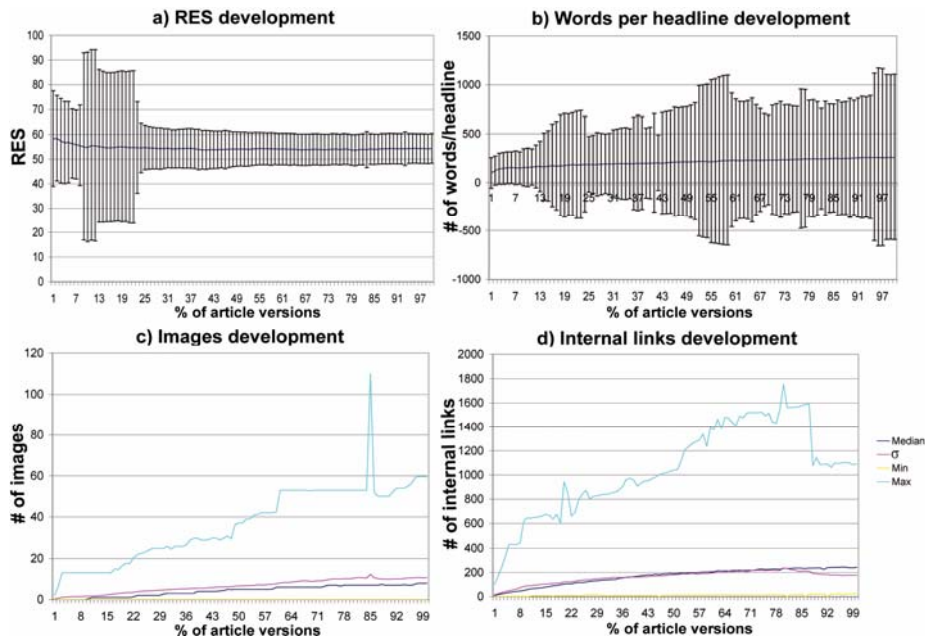 a) RES development
RES
100
90
80
70
60
50
40
30
20
10
0
1 7 13 19 25 31 37 43 49 55 61 67 73 79 85 91 97
% of article versions
b) Words per headline development
# of words/headline
1500
1000
500
0
-500
-1000
1 7 13 19 25 31 37 43 49 55 61 67 73 79 85 91 97
% of article versions
c) Images development
# of images
120
100
80
60
40
20
0
1 8 15 22 29 36 43 50 57 64 71 78 85 92 99
% of article versions
d) Internal links development
# of internal links
2000
1800
1600
1400
1200
1000
800
600
400
200
0
1 8 15 22 29 36 43 50 57 64 71 78 85 92 99
% of article versions
Median
σ
Min
Max